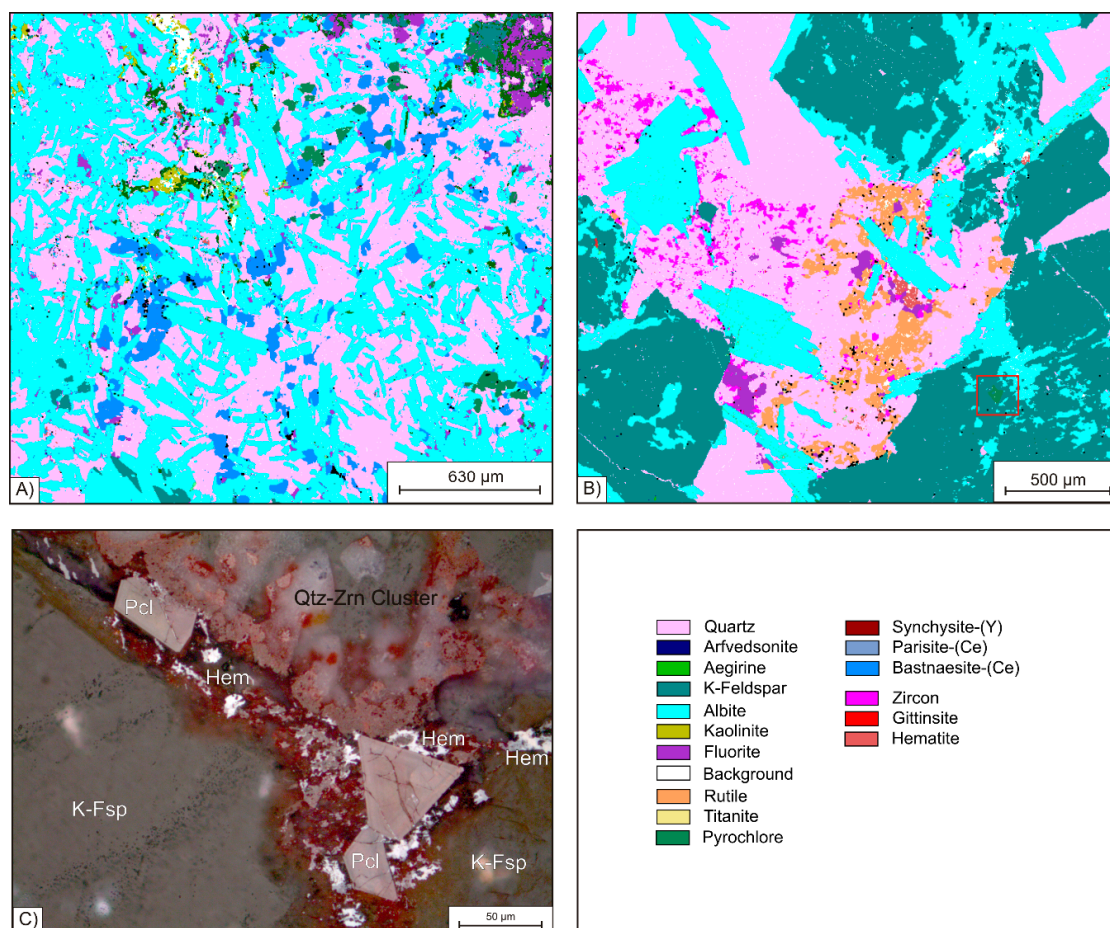 A)
630 µm
B)
500 µm
Pcl
Qtz-Zrn Cluster
Hem
Hem
Hem
K-Fsp
Pcl
K-Fsp
C)
50 µm
Quartz
Arfvedsonite
Aegirine
K-Feldspar
Albite
Kaolinite
Fluorite
Background
Rutile
Titanite
Pyrochlore
Synchysite-(Y)
Parisite-(Ce)
Bastnaesite-(Ce)
Zircon
Gittinsite
Hematite